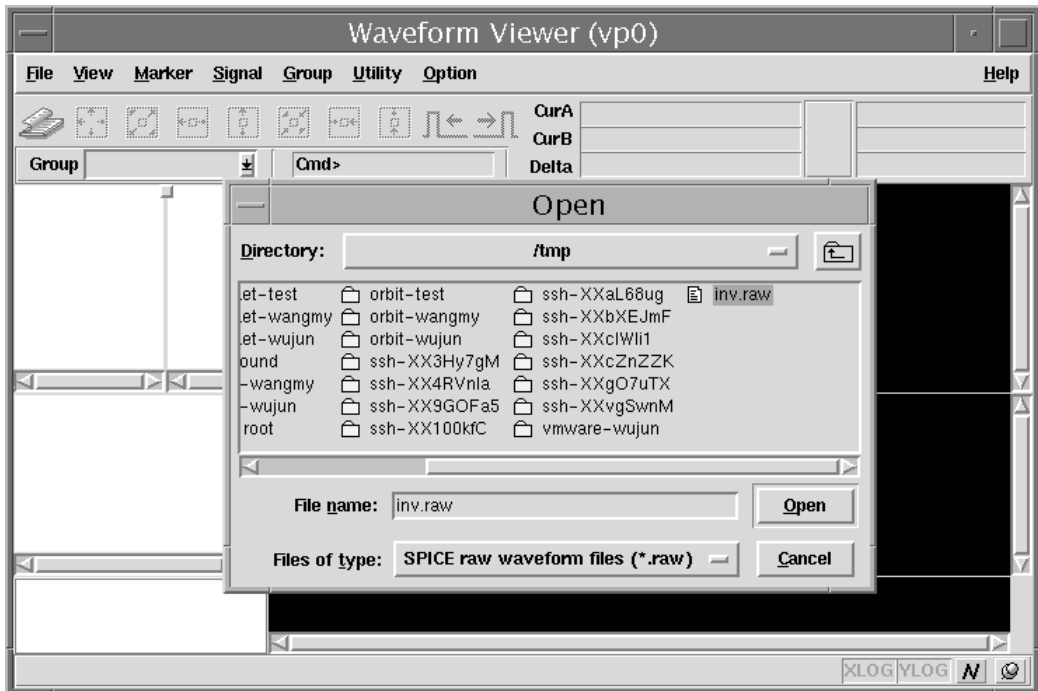 Waveform Viewer (vp0)
File View Marker Signal Group Utility Option Help
CurA
CurB
Group Cmd> Delta
Open
Directory: /tmp
.et-test orbit-test ssh-XXaL68ug inv.raw
.et-wangmy orbit-wangmy ssh-XXbXEJmF
.et-wujun orbit-wujun ssh-XXclWli1
ound ssh-XX3Hy7gM ssh-XXcZnZZK
-wangmy ssh-XX4RVnla ssh-XXgO7uTX
-wujun ssh-XX9GOFa5 ssh-XXvgSwnM
root ssh-XX100kfC vmware-wujun
File name: inv.raw Open
Files of type: SPICE raw waveform files (*.raw) Cancel
XLOG YLOG N